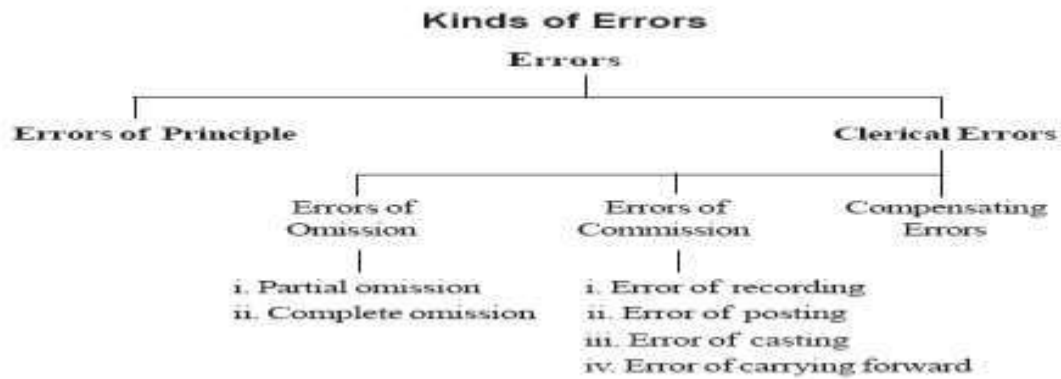 Kinds of Errors
Errors
Errors of Principle
Clerical Errors
Errors of
Omission
Errors of
Commission
Compensating
Errors
i. Partial omission
ii. Complete omission
i. Error of recording
ii. Error of posting
iii. Error of casting
iv. Error of carrying forward